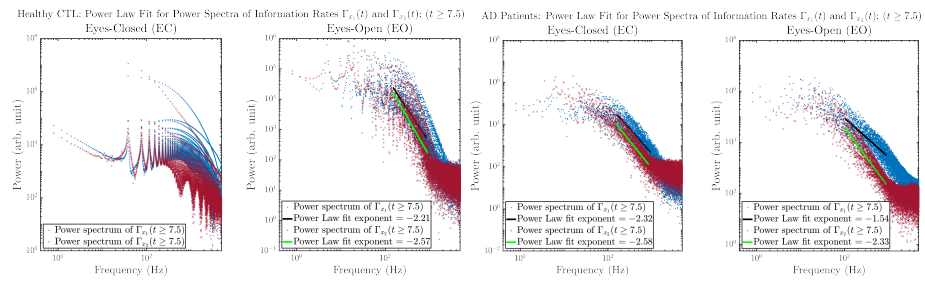 Healthy CTL: Power Law Fit for Power Spectra of Information Rates Γx₁(t) and Γx₂(t); (t ≥ 7.5)
Eyes-Closed (EC)
Power (arb. unit)
Frequency (Hz)
Power spectrum of Γx₁(t ≥ 7.5)
Power spectrum of Γx₂(t ≥ 7.5)
Eyes-Open (EO)
Power (arb. unit)
Frequency (Hz)
Power spectrum of Γx₁(t ≥ 7.5)
Power Law fit exponent = −2.21
Power spectrum of Γx₂(t ≥ 7.5)
Power Law fit exponent = −2.57
AD Patients: Power Law Fit for Power Spectra of Information Rates Γx₁(t) and Γx₂(t); (t ≥ 7.5)
Eyes-Closed (EC)
Power (arb. unit)
Frequency (Hz)
Power spectrum of Γx₁(t ≥ 7.5)
Power Law fit exponent = −2.32
Power spectrum of Γx₂(t ≥ 7.5)
Power Law fit exponent = −2.58
Eyes-Open (EO)
Power (arb. unit)
Frequency (Hz)
Power spectrum of Γx₁(t ≥ 7.5)
Power Law fit exponent = −1.54
Power spectrum of Γx₂(t ≥ 7.5)
Power Law fit exponent = −2.33